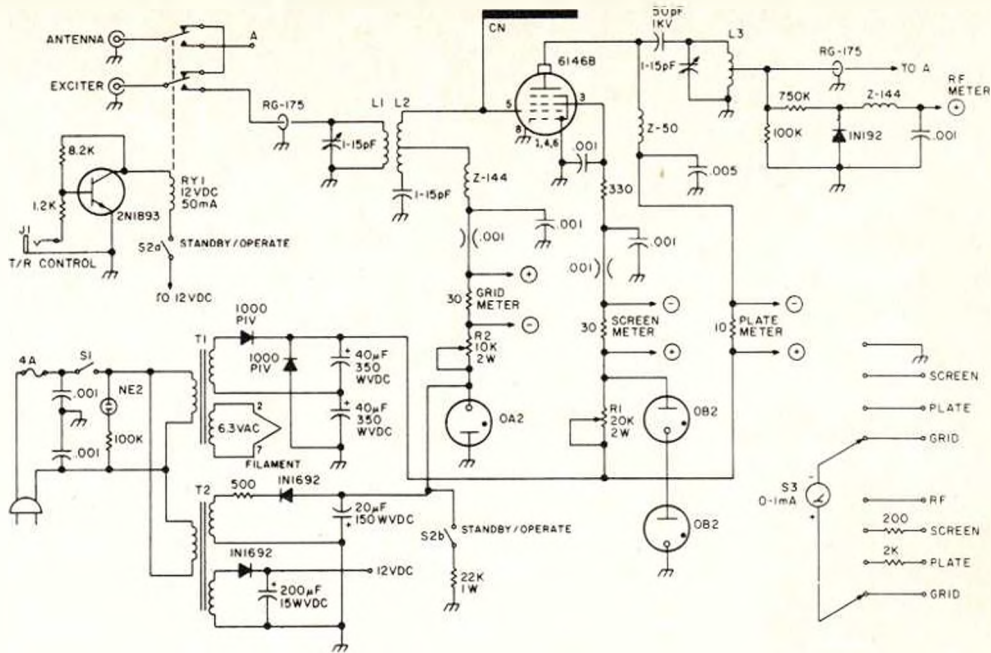 50pF
1KV
CN
L3
ANTENNA
A
6146B
1-15pF
RG-175
TO A
RF
METER
+
EXCITER
RG-175
L1 L2
5
3
8
1,4,6
750K
Z-144
100K
1N192
.001
8.2K
1-15pF
.001
Z-50
.005
RY1
12VDC
50mA
1-15pF
Z-144
330
1.2K
2N1893
J1
S2a
STANDBY/OPERATE
.001
.001
.001
.001
T/R CONTROL
TO 12VDC
+
30
GRID
METER
-
-
30
SCREEN
METER
+
-
10
PLATE
METER
+
1000
PIV
T1
1000
PIV
+
40µF
350
WVDC
R2
10K
2W
4A
S1
.001
NE2
+
40µF
350
WVDC
6.3VAC
2
7
FILAMENT
OA2
R1
20K
2W
OB2
SCREEN
PLATE
GRID
.001
100K
T2
500
1N1692
20µF
150WVDC
+
S2b
STANDBY/OPERATE
OB2
-
S3
0-1mA
+
RF
200
SCREEN
2K
PLATE
GRID
1N1692
12VDC
+
200µF
15WVDC
22K
1W